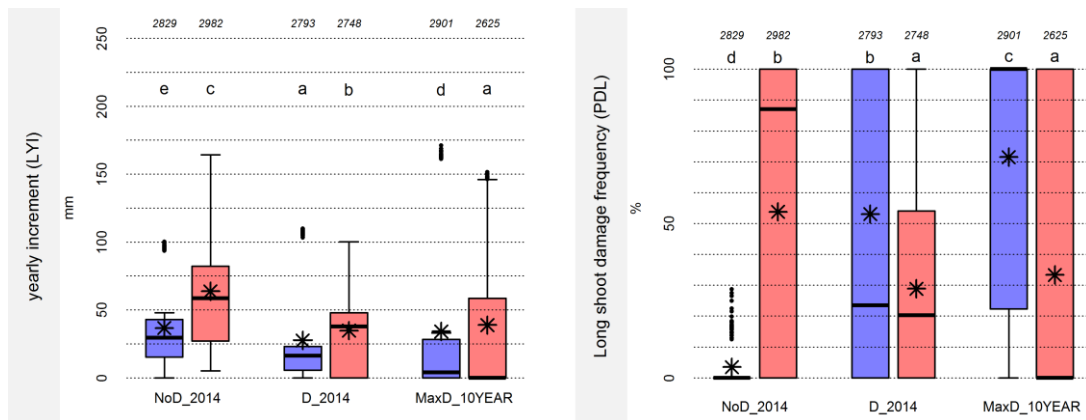 yearly increment (LYI)
mm
2829 2982 2793 2748 2901 2625
250
200
150
100
50
0
e c a b d a
NoD_2014 D_2014 MaxD_10YEAR
Long shoot damage frequency (PDL)
%
2829 2982 2793 2748 2901 2625
d b b a c a
100
50
0
NoD_2014 D_2014 MaxD_10YEAR